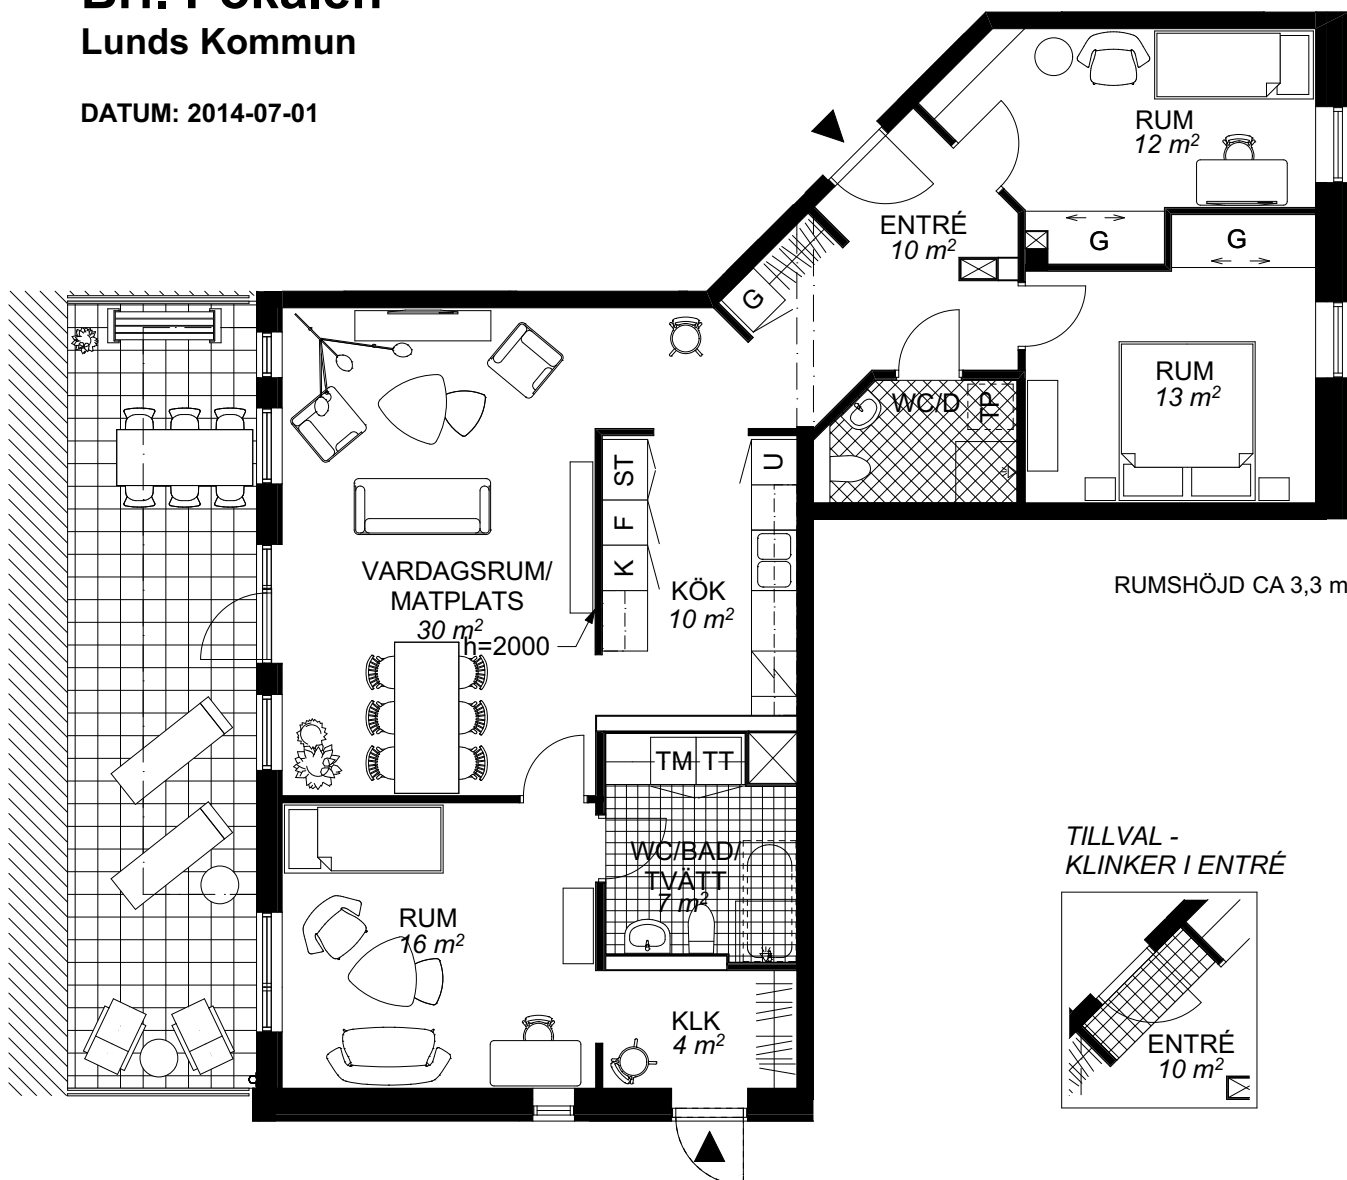 Lunds Kommun
DATUM: 2014-07-01
RUM
12 m²
ENTRÉ
10 m²
G
G
G
RUM
13 m²
WC/D
TP
ST
F
K
U
VARDAGSRUM/
MATPLATS
30 m²
h=2000
KÖK
10 m²
RUMSHÖJD CA 3,3 m
TM TT
WC/BAD/
TVÄTT
7 m²
RUM
16 m²
KLK
4 m²
TILLVAL -
KLINKER I ENTRÉ
ENTRÉ
10 m²